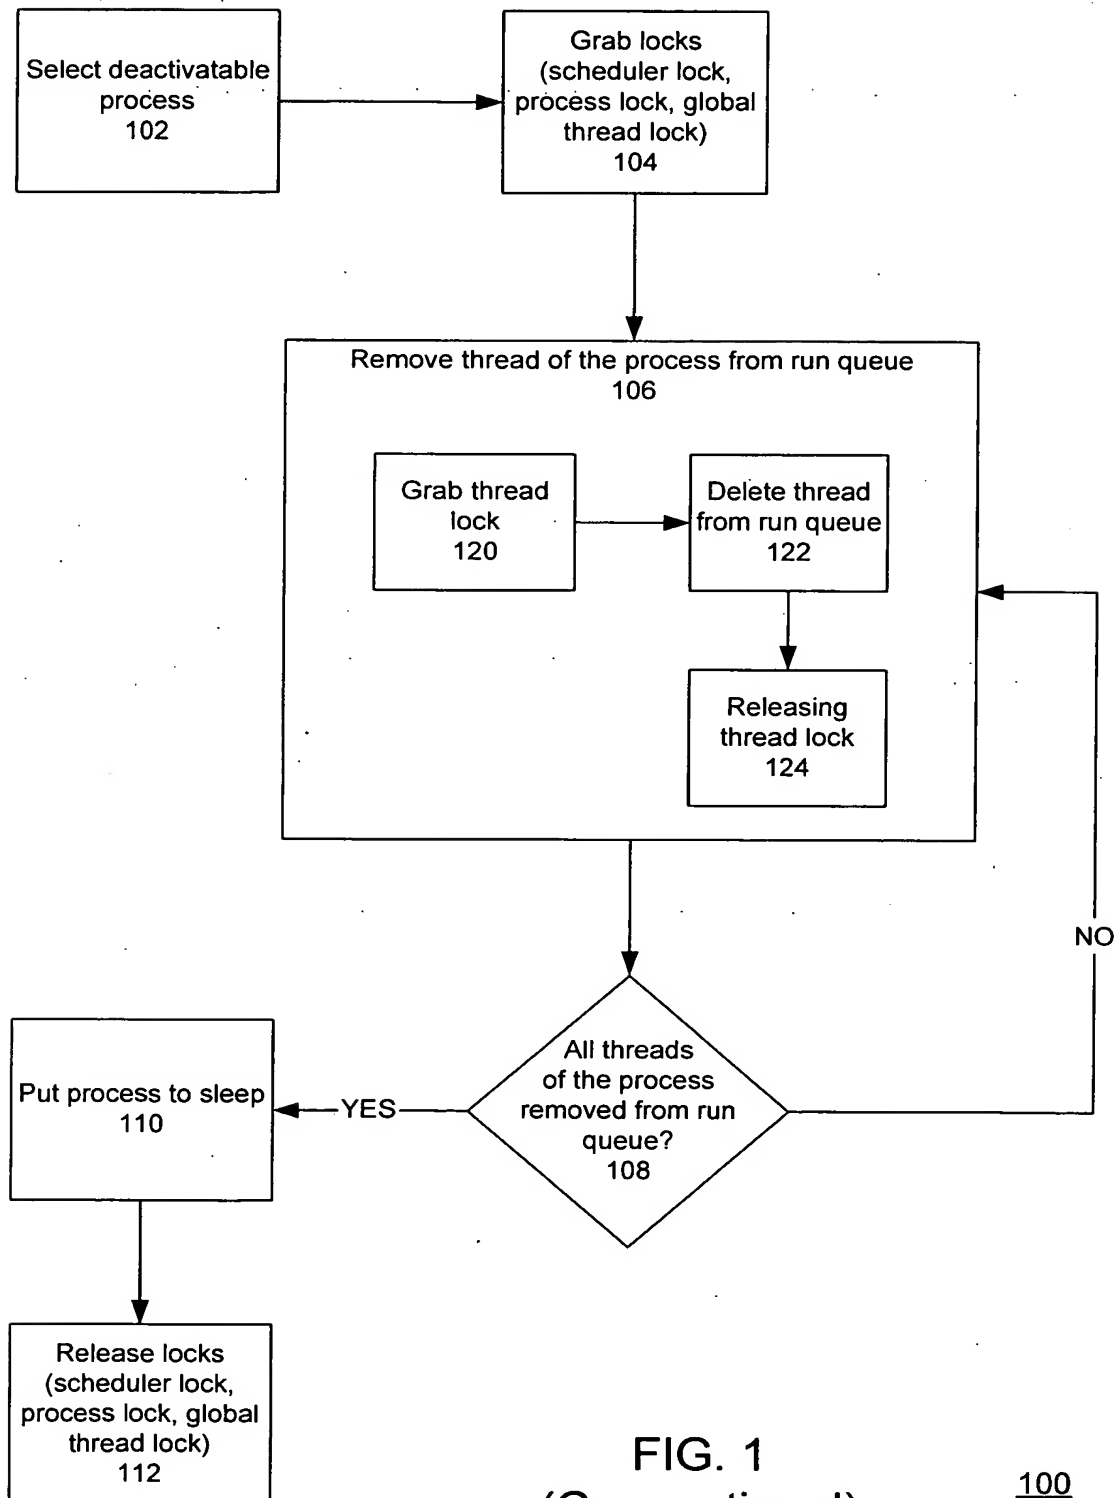 Select deactivatable
process
102
Grab locks
(scheduler lock,
process lock, global
thread lock)
104
Remove thread of the process from run queue
106
Grab thread
lock
120
Delete thread
from run queue
122
Releasing
thread lock
124
NO
All threads
of the process
removed from run
queue?
108
YES
Put process to sleep
110
Release locks
(scheduler lock,
process lock, global
thread lock)
112
FIG. 1
(Conventional)
100